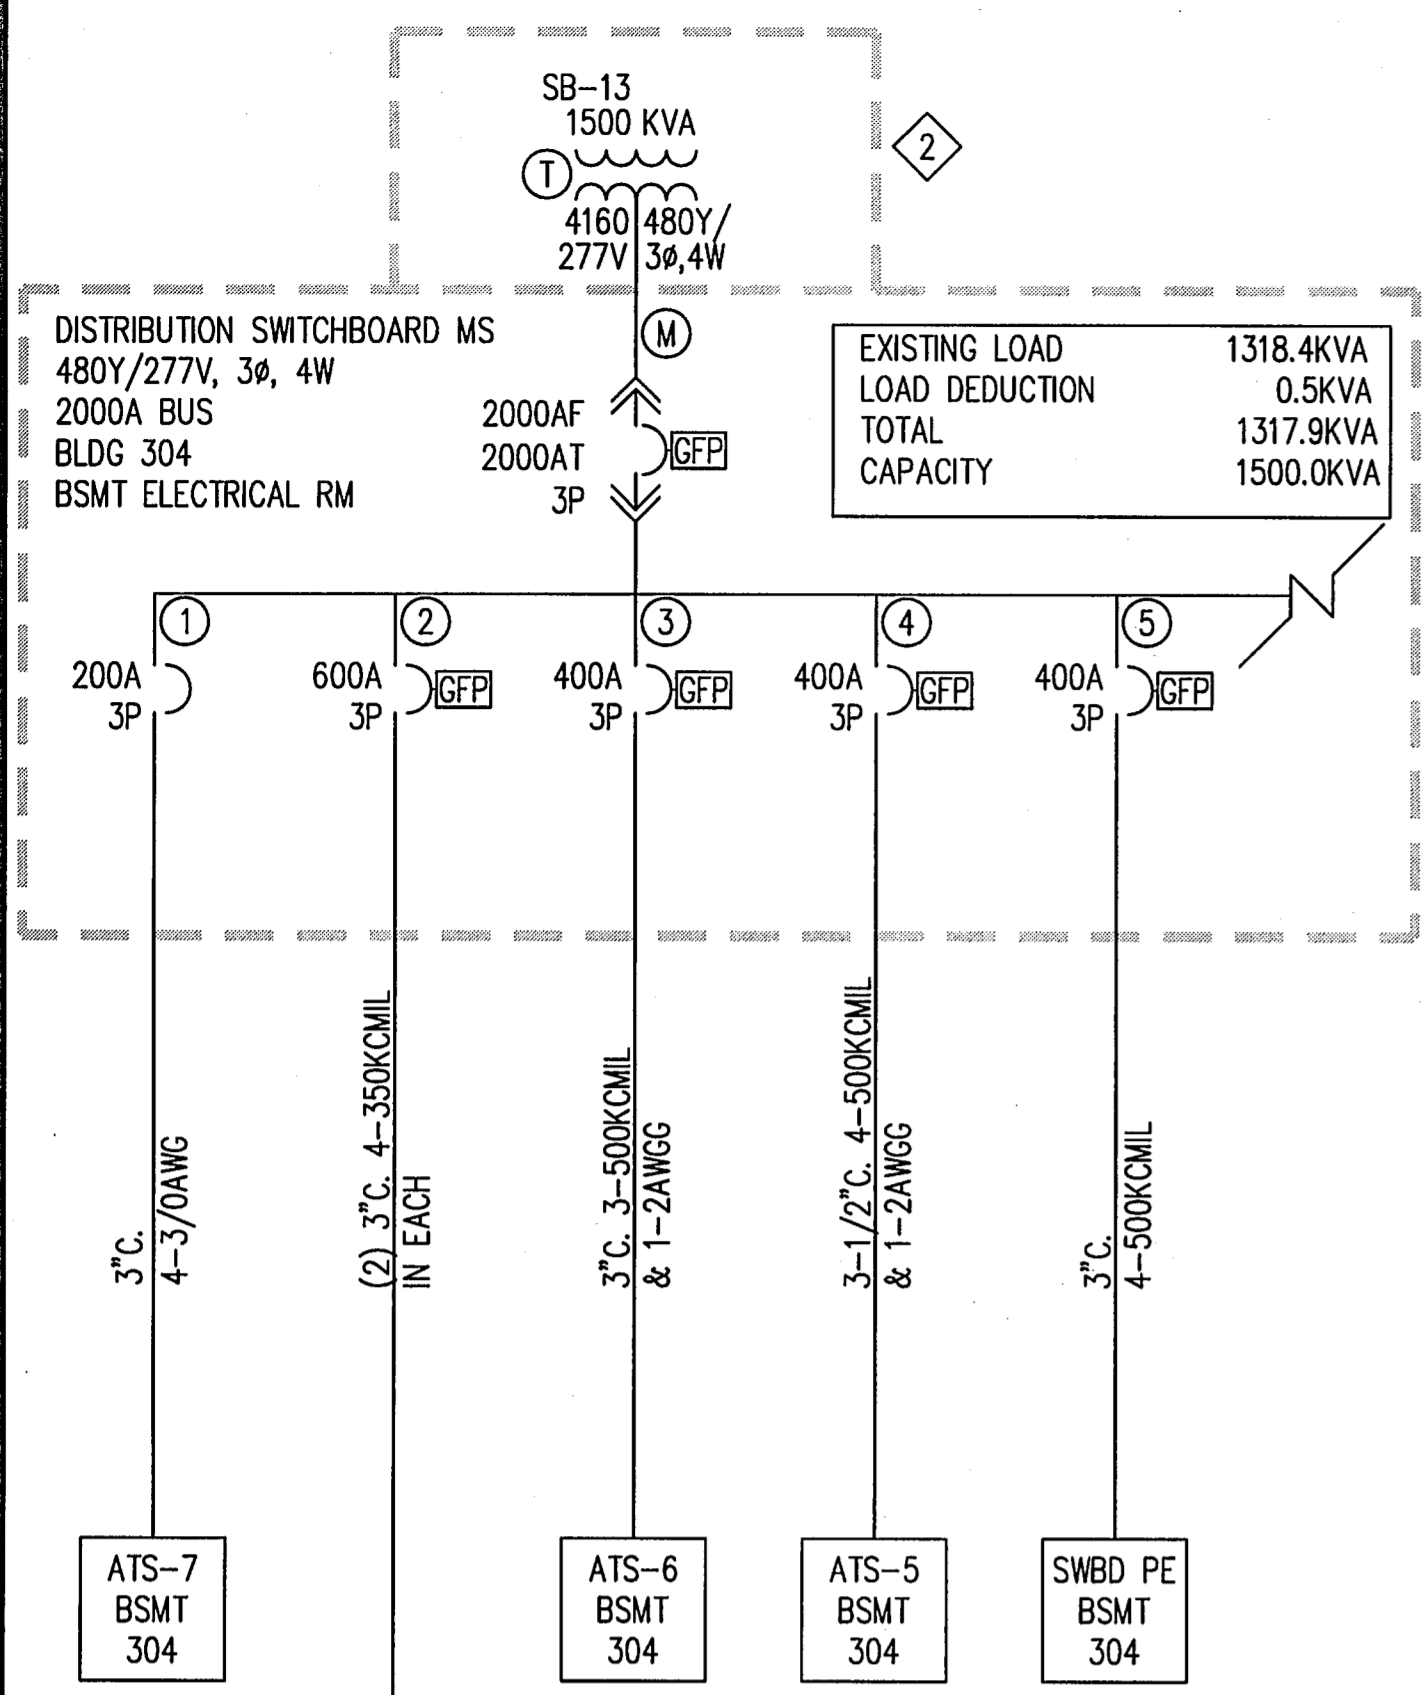 SB-13
1500 KVA
2
T
4160 480Y/
277V 3ø,4W
DISTRIBUTION SWITCHBOARD MS
480Y/277V, 3ø, 4W
2000A BUS
BLDG 304
BSMT ELECTRICAL RM
M
2000AF
2000AT
3P
GFP
EXISTING LOAD 1318.4KVA
LOAD DEDUCTION 0.5KVA
TOTAL 1317.9KVA
CAPACITY 1500.0KVA
1
200A
3P
2
600A
3P
GFP
3
400A
3P
GFP
4
400A
3P
GFP
5
400A
3P
GFP
3"C.
4-3/0AWG
(2) 3"C. 4-350KCMIL
IN EACH
3"C. 3-500KCMIL
& 1-2AWGG
3-1/2"C. 4-500KCMIL
& 1-2AWGG
3"C.
4-500KCMIL
ATS-7
BSMT
304
ATS-6
BSMT
304
ATS-5
BSMT
304
SWBD PE
BSMT
304